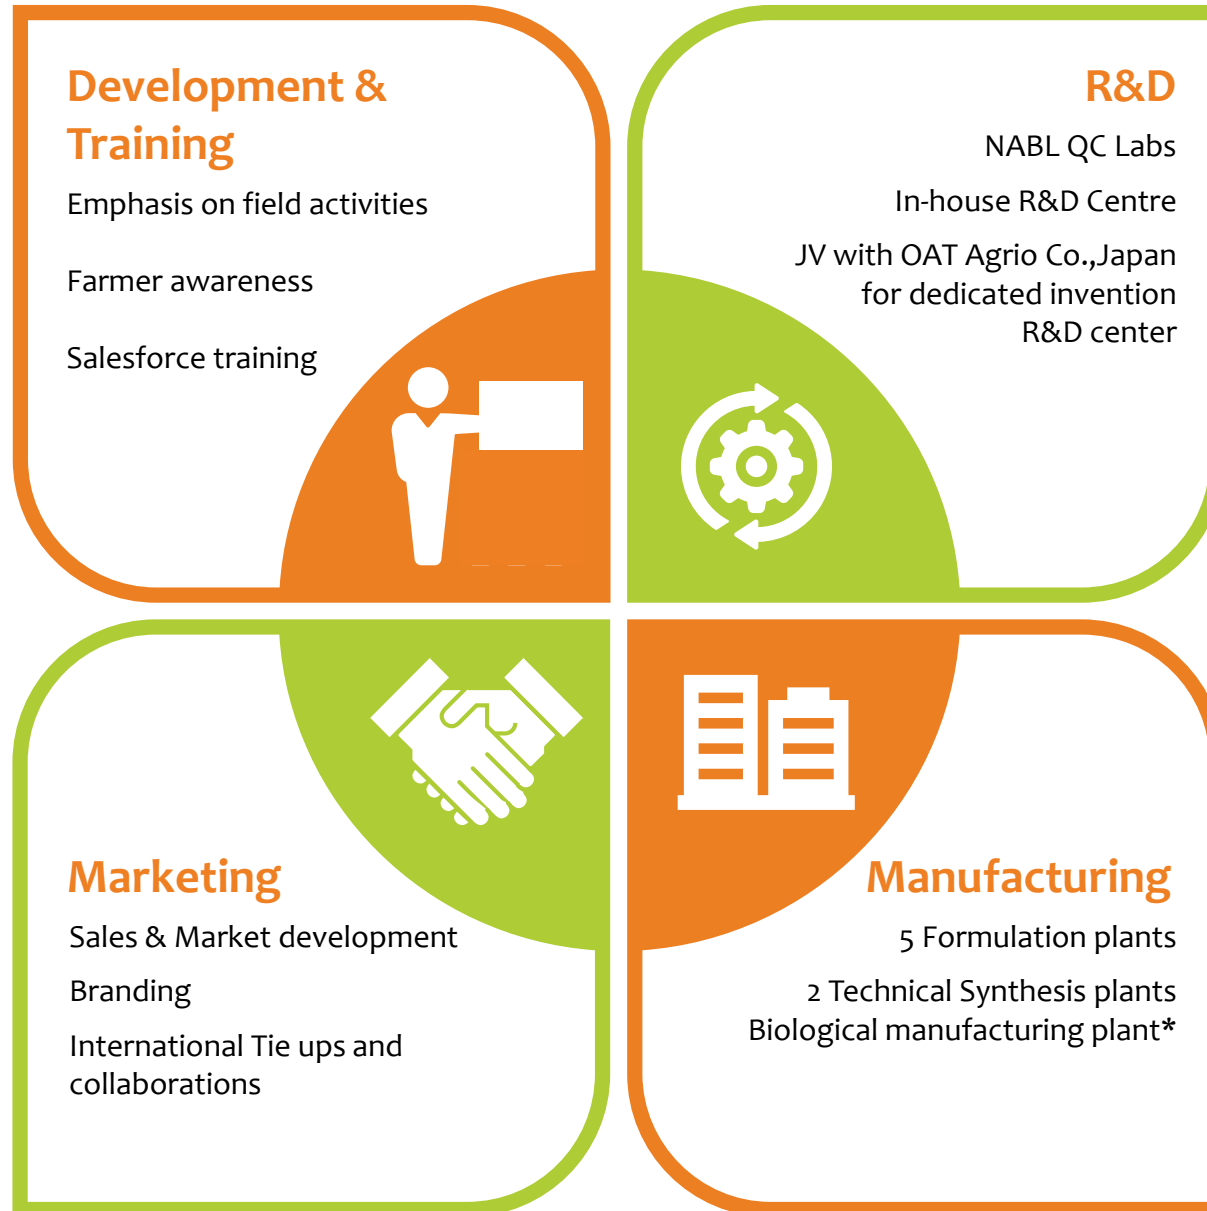 Development &
Training
Emphasis on field activities
Farmer awareness
Salesforce training
R&D
NABL QC Labs
In-house R&D Centre
JV with OAT Agrio Co.,Japan
for dedicated invention
R&D center
Marketing
Sales & Market development
Branding
International Tie ups and
collaborations
Manufacturing
5 Formulation plants
2 Technical Synthesis plants
Biological manufacturing plant*